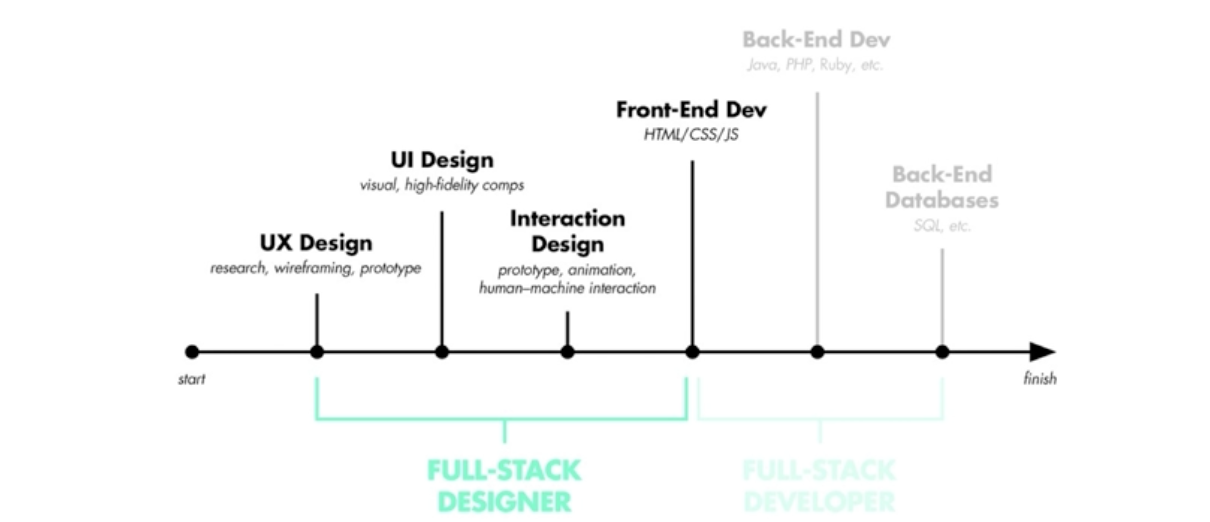 Back-End Dev
Java, PHP, Ruby, etc.
Front-End Dev
HTML/CSS/JS
UI Design
visual, high-fidelity comps
Back-End
Databases
SQL, etc.
Interaction
Design
prototype, animation,
human–machine interaction
UX Design
research, wireframing, prototype
start
finish
FULL-STACK
DESIGNER
FULL-STACK
DEVELOPER